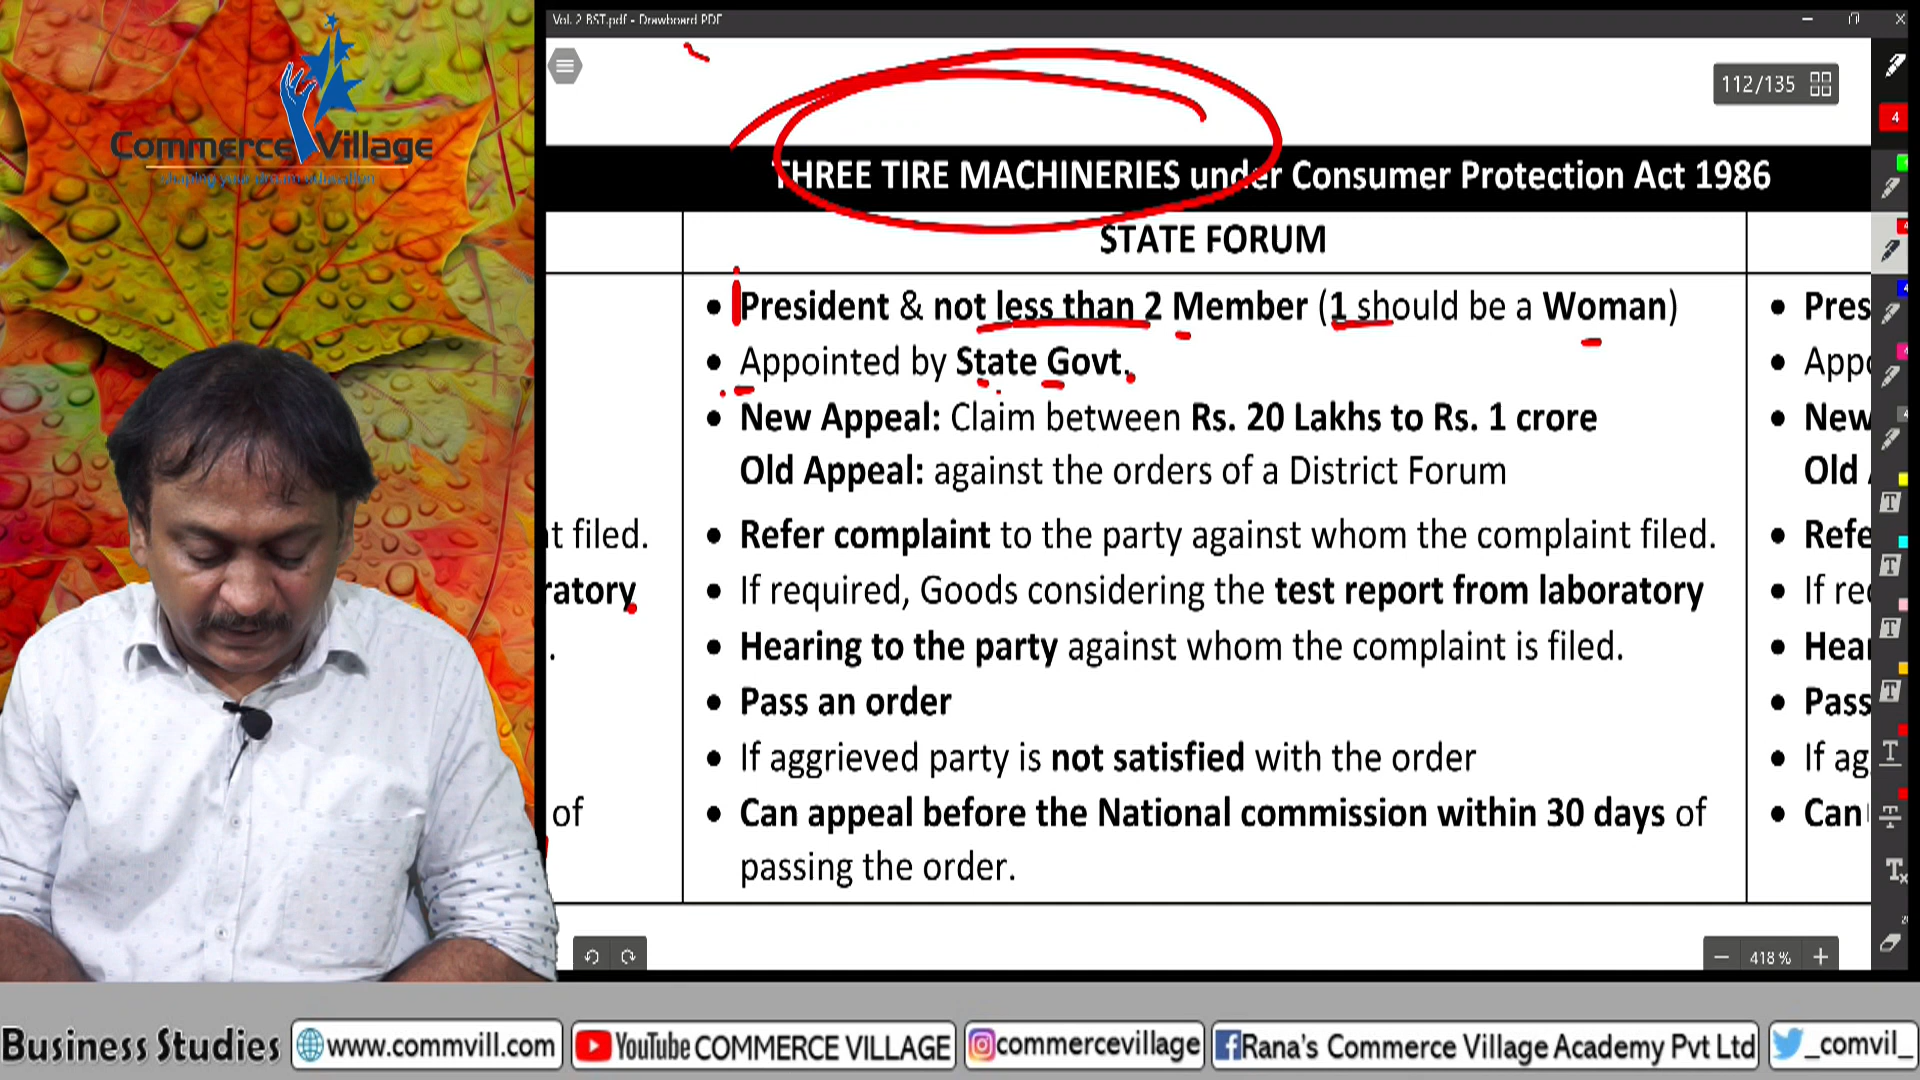 Vol. 2 BST.pdf - Drawboard PDF
Commerce Village
112/135
THREE TIRE MACHINERIES under Consumer Protection Act 1986
STATE FORUM
• President & not less than 2 Member (1 should be a Woman)
• Appointed by State Govt.
• New Appeal: Claim between Rs. 20 Lakhs to Rs. 1 crore
Old Appeal: against the orders of a District Forum
• Refer complaint to the party against whom the complaint filed.
• If required, Goods considering the test report from laboratory
• Hearing to the party against whom the complaint is filed.
• Pass an order
• If aggrieved party is not satisfied with the order
• Can appeal before the National commission within 30 days of
passing the order.
t filed.
ratory
.
of
• Pres
• Appo
• New
Old
• Refe
• If rec
• Hear
• Pass
• If ag
• Can
418 %
Business Studies
www.commvill.com
YouTube COMMERCE VILLAGE
commercevillage
Rana's Commerce Village Academy Pvt Ltd
_comvil_